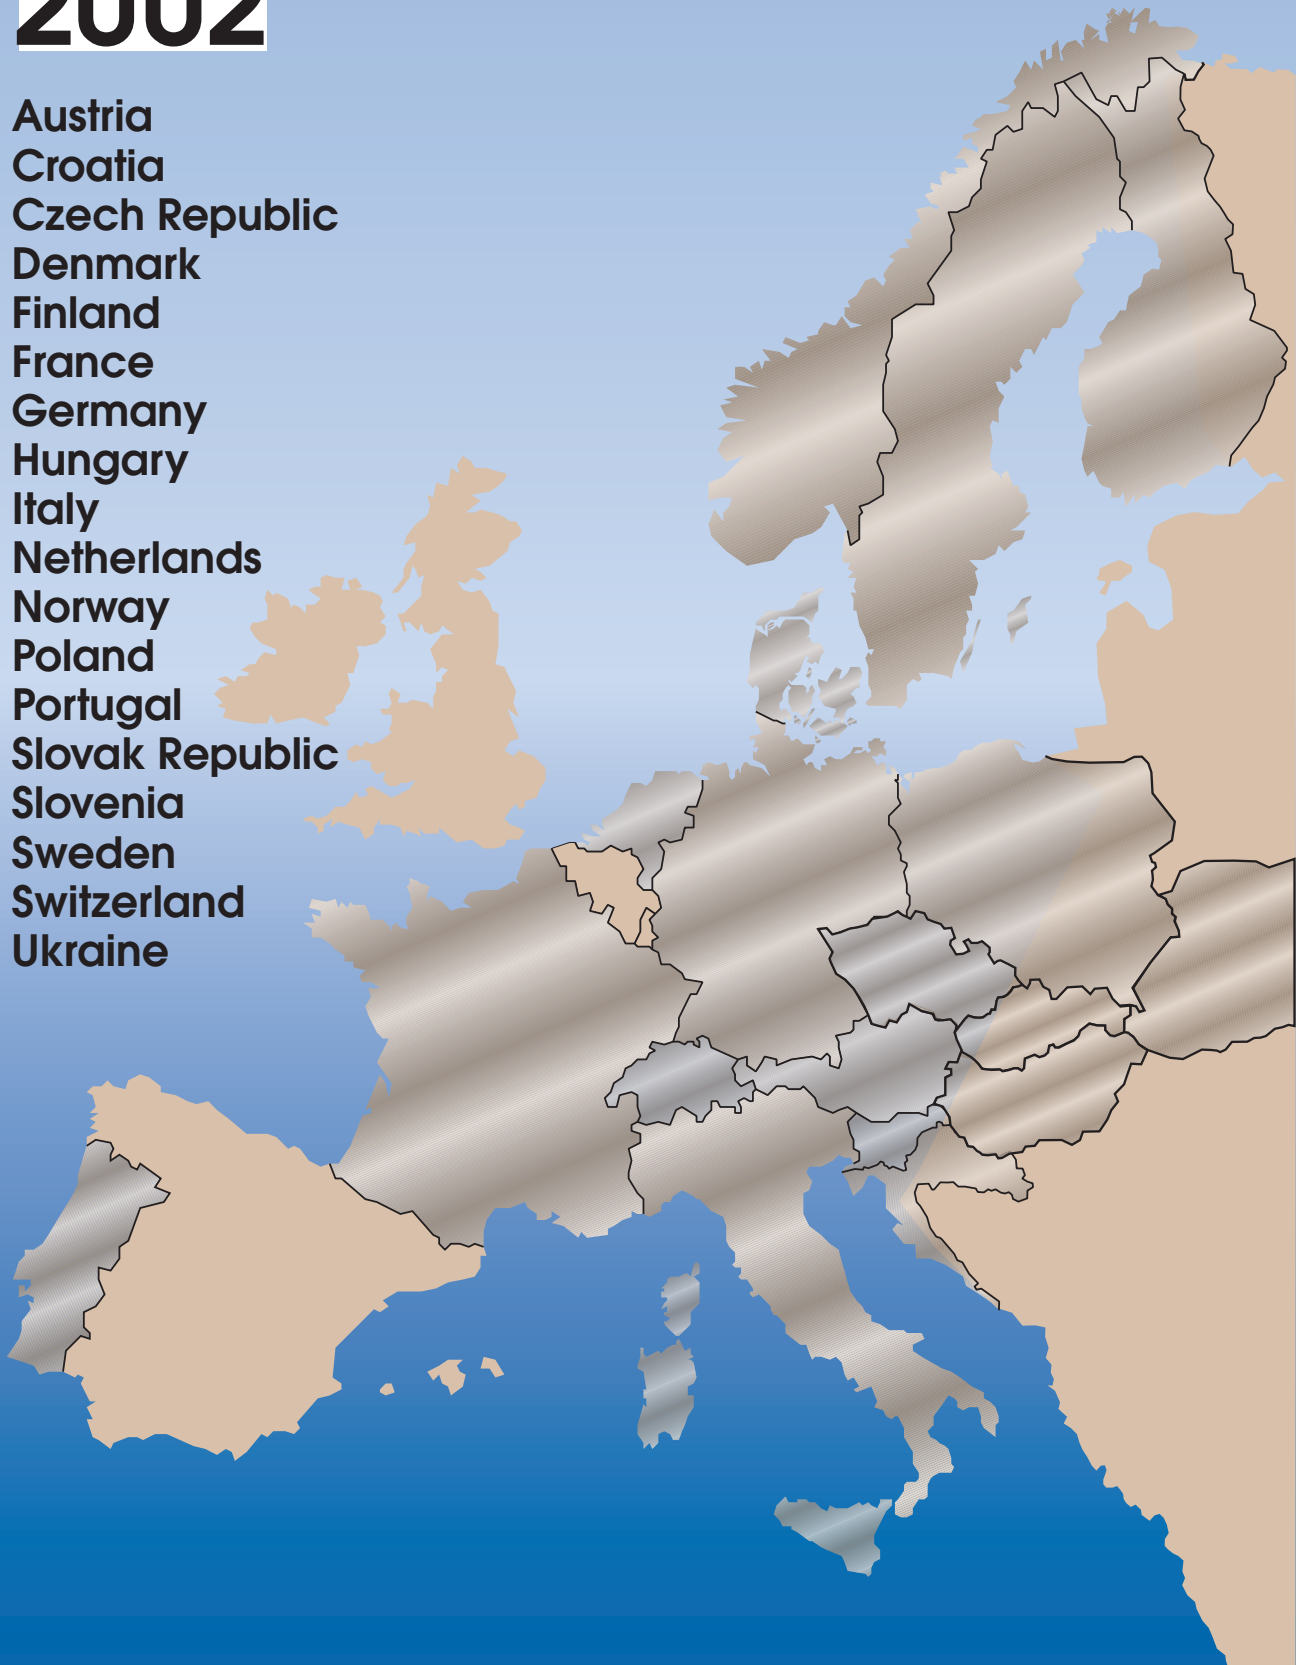 2002
Austria
Croatia
Czech Republic
Denmark
Finland
France
Germany
Hungary
Italy
Netherlands
Norway
Poland
Portugal
Slovak Republic
Slovenia
Sweden
Switzerland
Ukraine